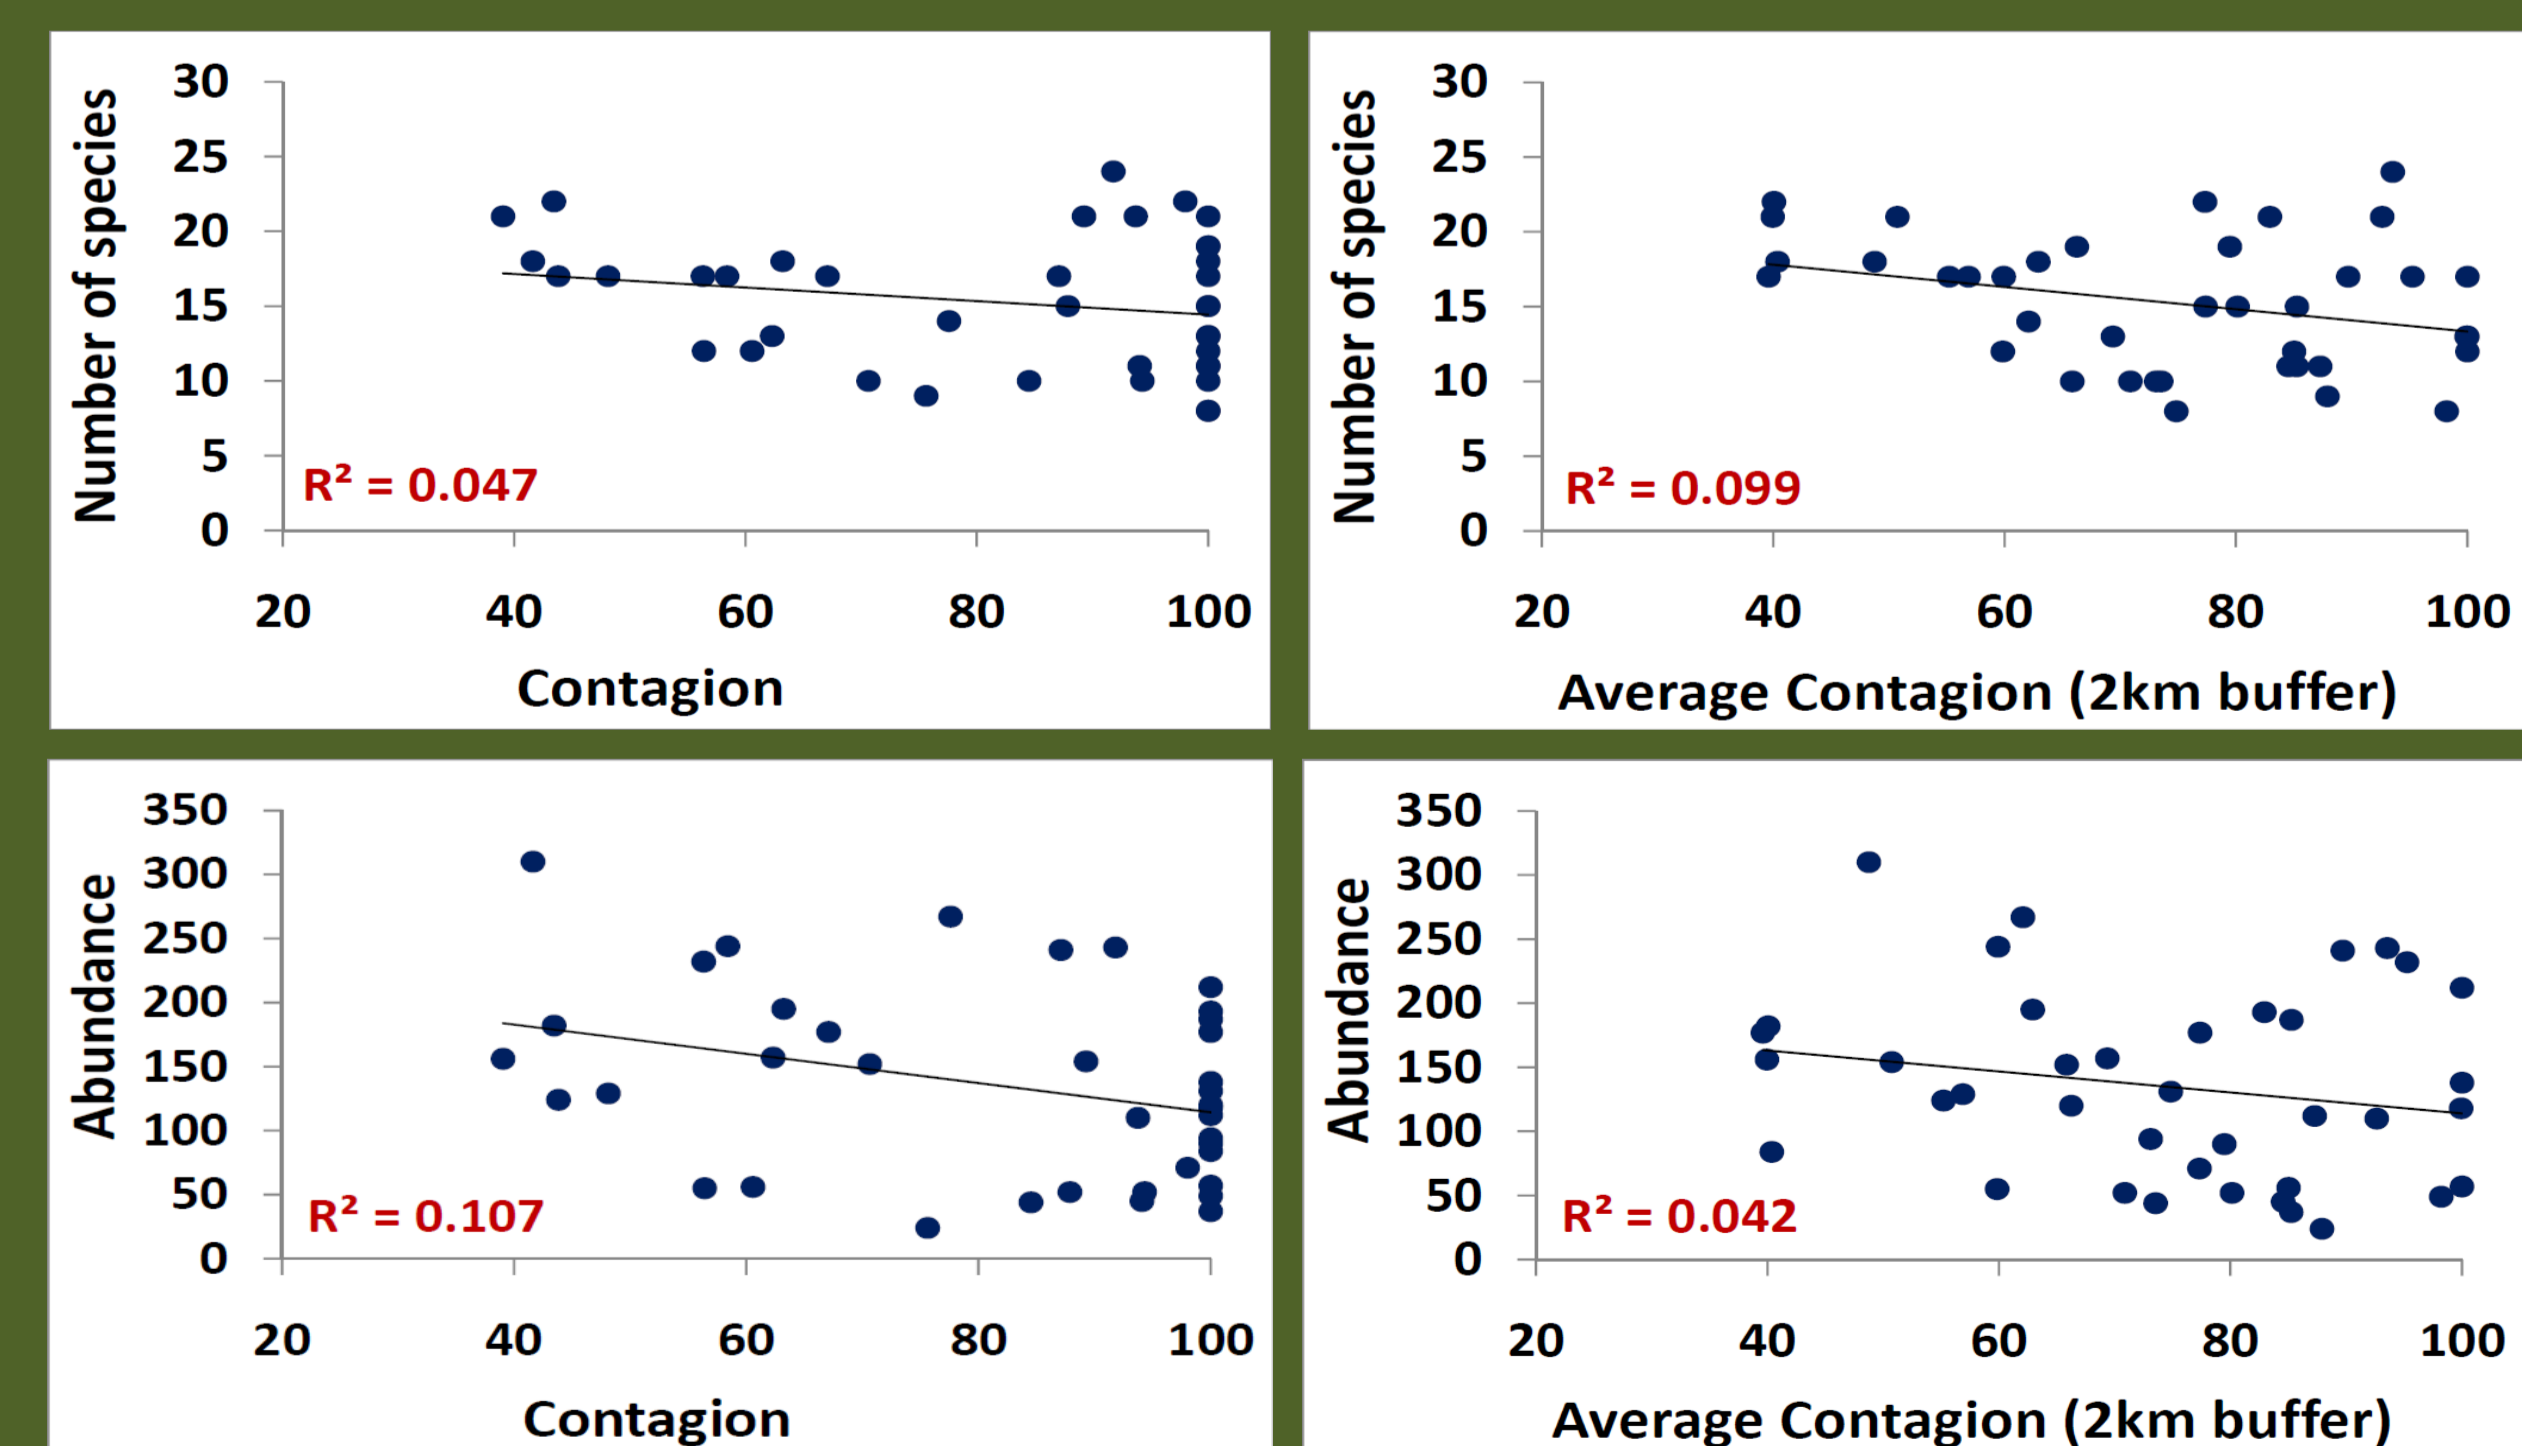 Number of species
30
25
20
15
10
5
0
R² = 0.047
20 40 60 80 100
Contagion
Number of species
30
25
20
15
10
5
0
R² = 0.099
20 40 60 80 100
Average Contagion (2km buffer)
Abundance
350
300
250
200
150
100
50
0
R² = 0.107
20 40 60 80 100
Contagion
Abundance
350
300
250
200
150
100
50
0
R² = 0.042
20 40 60 80 100
Average Contagion (2km buffer)